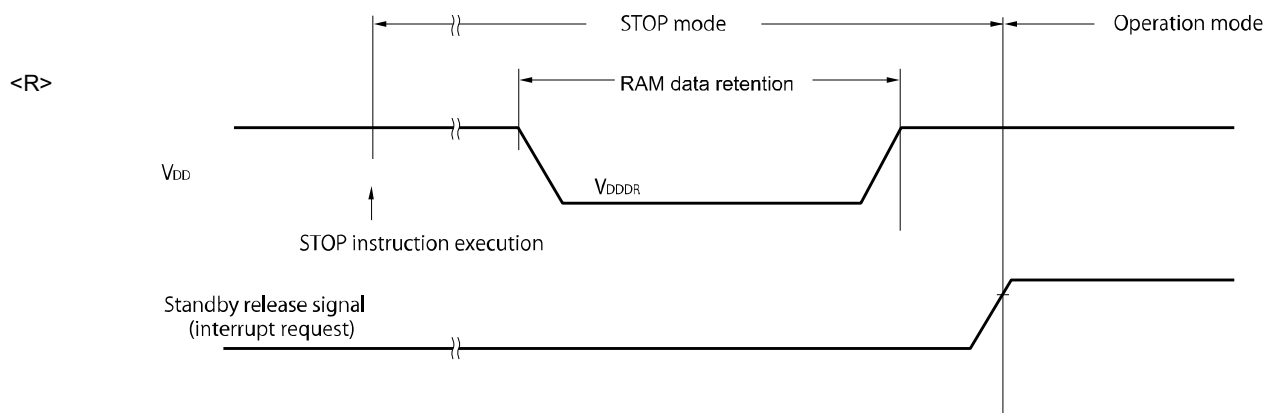 STOP mode
Operation mode
<R>
RAM data retention
VDD
VDDDR
STOP instruction execution
Standby release signal
(interrupt request)